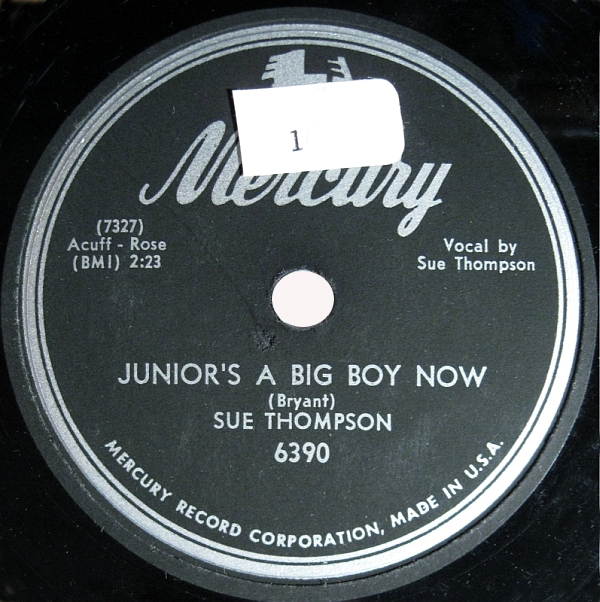 1
Mercury
(7327)
Acuff - Rose
(BMI) 2:23
Vocal by
Sue Thompson
JUNIOR'S A BIG BOY NOW
(Bryant)
SUE THOMPSON
6390
MERCURY RECORD CORPORATION, MADE IN U.S.A.